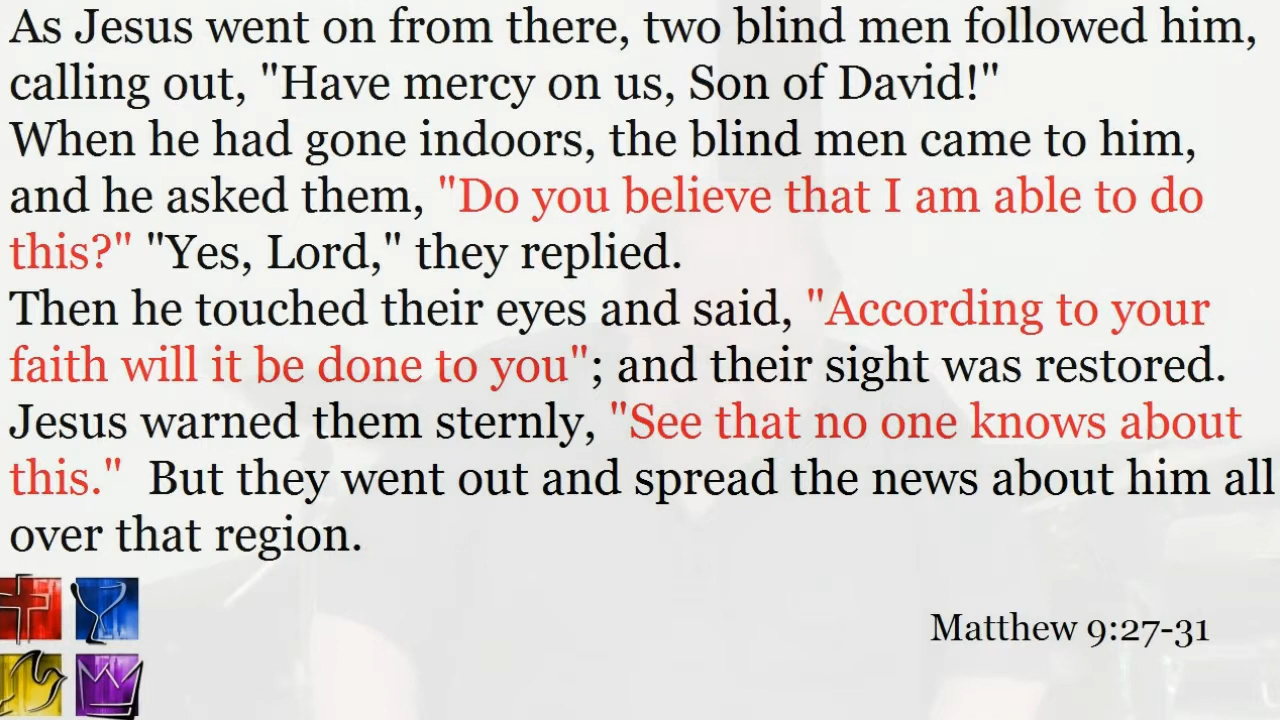 As Jesus went on from there, two blind men followed him,
calling out, "Have mercy on us, Son of David!"
When he had gone indoors, the blind men came to him,
and he asked them, "Do you believe that I am able to do
this?" "Yes, Lord," they replied.
Then he touched their eyes and said, "According to your
faith will it be done to you"; and their sight was restored.
Jesus warned them sternly, "See that no one knows about
this."  But they went out and spread the news about him all
over that region.
Matthew 9:27-31